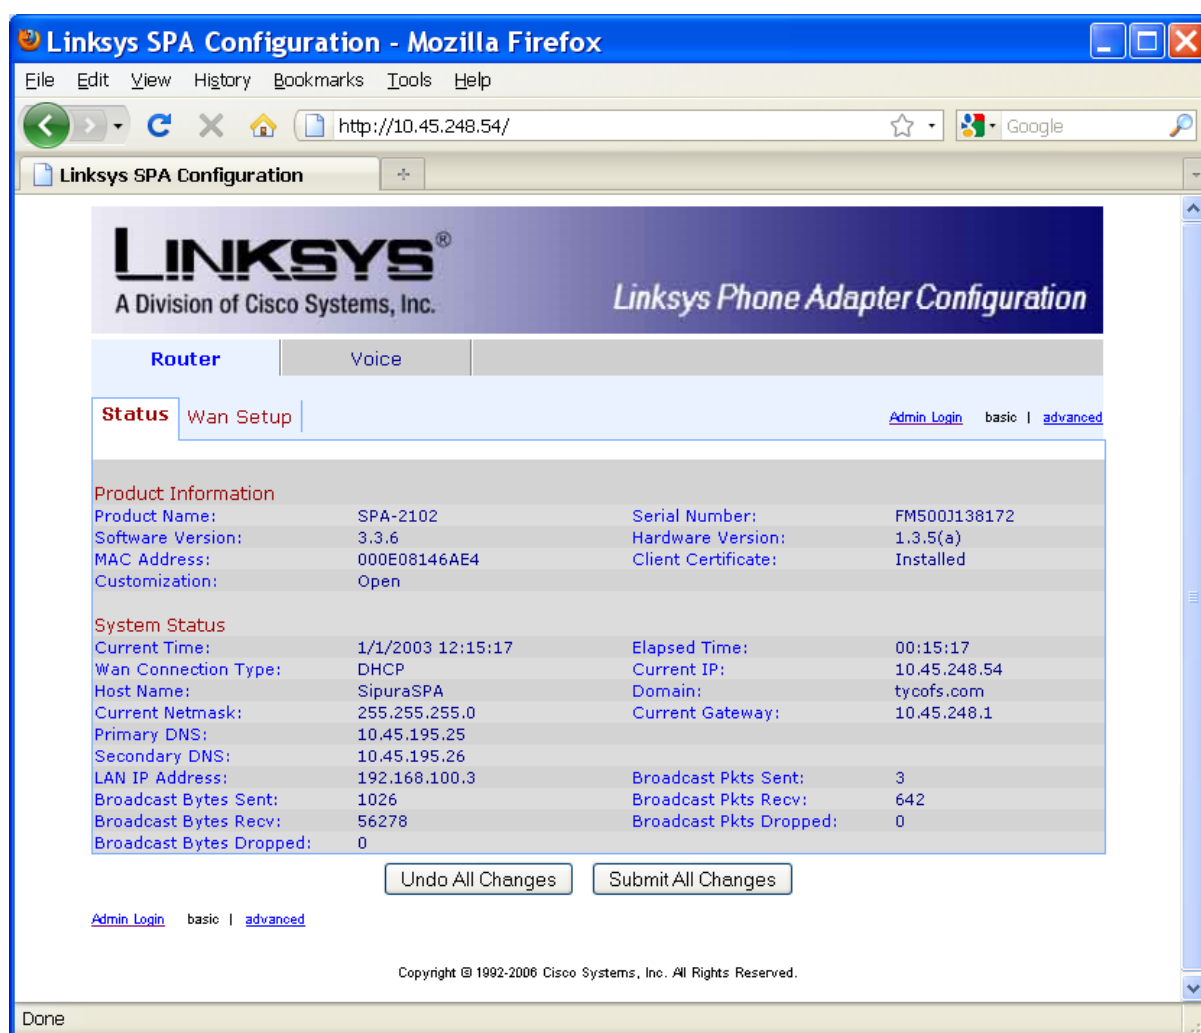 Linksys SPA Configuration - Mozilla Firefox
File Edit View History Bookmarks Tools Help
http://10.45.248.54/ Google
Linksys SPA Configuration
LINKSYS®
A Division of Cisco Systems, Inc.
Linksys Phone Adapter Configuration
Router Voice
Status Wan Setup Admin Login basic | advanced
Product Information
Product Name: SPA-2102 Serial Number: FM500J138172
Software Version: 3.3.6 Hardware Version: 1.3.5(a)
MAC Address: 000E08146AE4 Client Certificate: Installed
Customization: Open
System Status
Current Time: 1/1/2003 12:15:17 Elapsed Time: 00:15:17
Wan Connection Type: DHCP Current IP: 10.45.248.54
Host Name: SipuraSPA Domain: tycofs.com
Current Netmask: 255.255.255.0 Current Gateway: 10.45.248.1
Primary DNS: 10.45.195.25
Secondary DNS: 10.45.195.26
LAN IP Address: 192.168.100.3 Broadcast Pkts Sent: 3
Broadcast Bytes Sent: 1026 Broadcast Pkts Recv: 642
Broadcast Bytes Recv: 56278 Broadcast Pkts Dropped: 0
Broadcast Bytes Dropped: 0
Undo All Changes Submit All Changes
Admin Login basic | advanced
Copyright © 1992-2006 Cisco Systems, Inc. All Rights Reserved.
Done